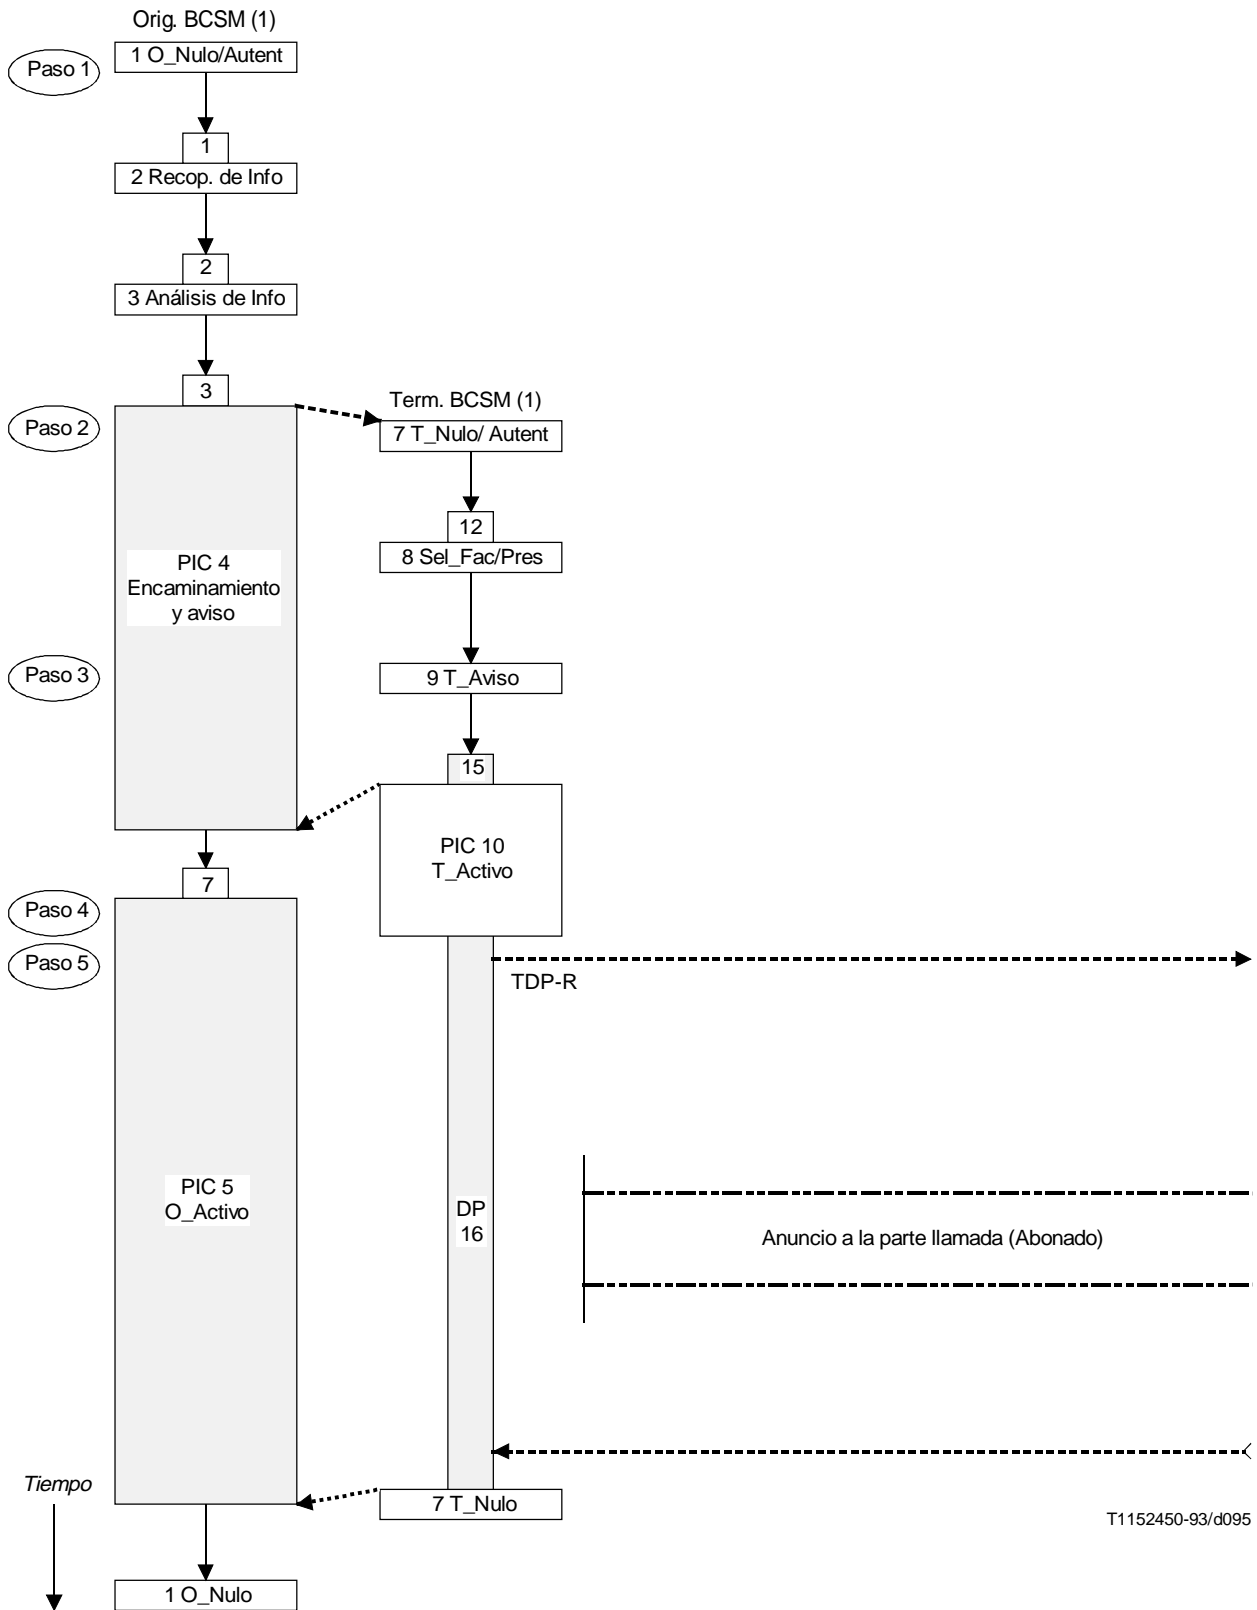 Orig. BCSM (1)
Paso 1
1 O_Nulo/Autent
1
2 Recop. de Info
2
3 Análisis de Info
3
Term. BCSM (1)
Paso 2
7 T_Nulo/ Autent
12
8 Sel_Fac/Pres
PIC 4
Encaminamiento
y aviso
Paso 3
9 T_Aviso
15
PIC 10
T_Activo
7
Paso 4
Paso 5
TDP-R
PIC 5
O_Activo
DP
16
Anuncio a la parte llamada (Abonado)
Tiempo
7 T_Nulo
T1152450-93/d095
1 O_Nulo